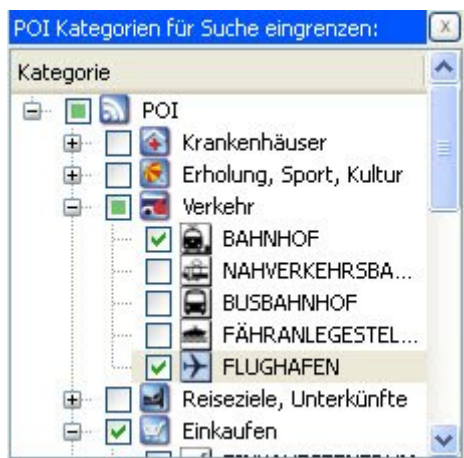 POI Kategorien für Suche eingrenzen:
Kategorie
POI
Krankenhäuser
Erholung, Sport, Kultur
Verkehr
BAHNHOF
NAHVERKEHRSBA...
BUSBAHNHOF
FÄHRANLEGESTEL...
FLUGHAFEN
Reiseziele, Unterkünfte
Einkaufen